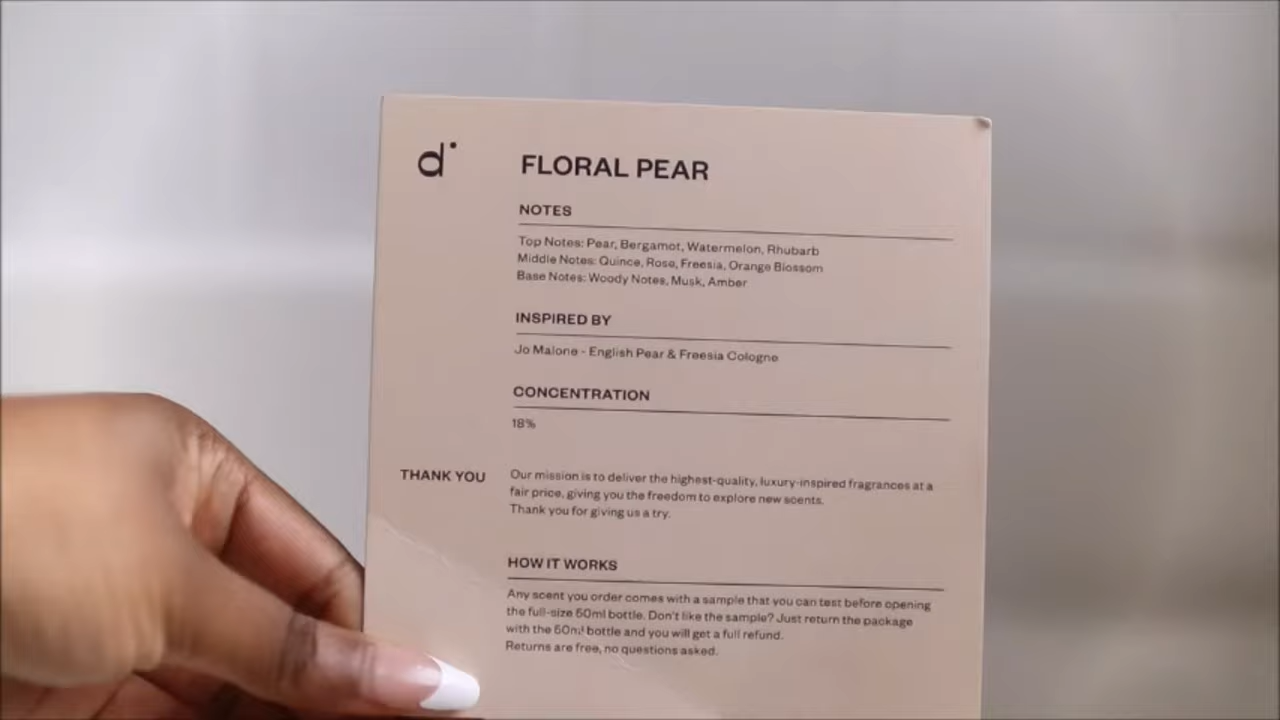 d·
FLORAL PEAR
NOTES
Top Notes: Pear, Bergamot, Watermelon, Rhubarb
Middle Notes: Quince, Rose, Freesia, Orange Blossom
Base Notes: Woody Notes, Musk, Amber
INSPIRED BY
Jo Malone - English Pear & Freesia Cologne
CONCENTRATION
18%
THANK YOU
Our mission is to deliver the highest-quality, luxury-inspired fragrances at a
fair price, giving you the freedom to explore new scents.
Thank you for giving us a try.
HOW IT WORKS
Any scent you order comes with a sample that you can test before opening
the full-size 50ml bottle. Don't like the sample? Just return the package
with the 50ml bottle and you will get a full refund.
Returns are free, no questions asked.